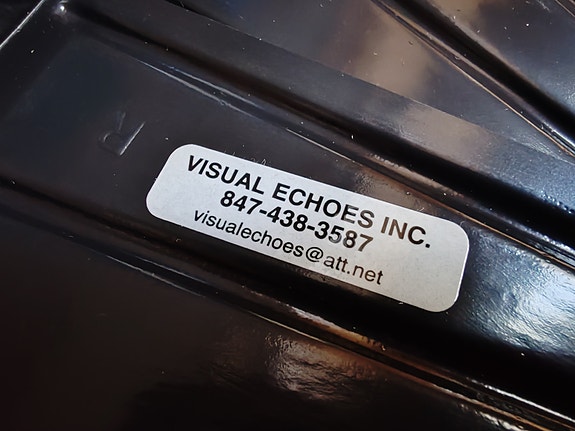 VISUAL ECHOES INC.
847-438-3587
visualechoes@att.net